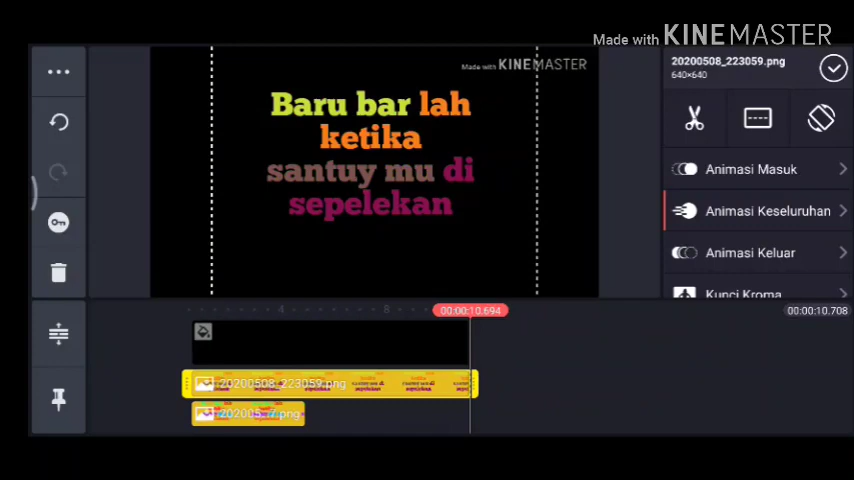 Made with KINEMASTER
20200508_223059.png
640×640
Made with KINEMASTER
Baru bar lah
ketika
santuy mu di
sepelekan
Animasi Masuk
Animasi Keseluruhan
Animasi Keluar
Kunci Kroma
4
8
00:00:10.694
00:00:10.708
20200508_223059.png